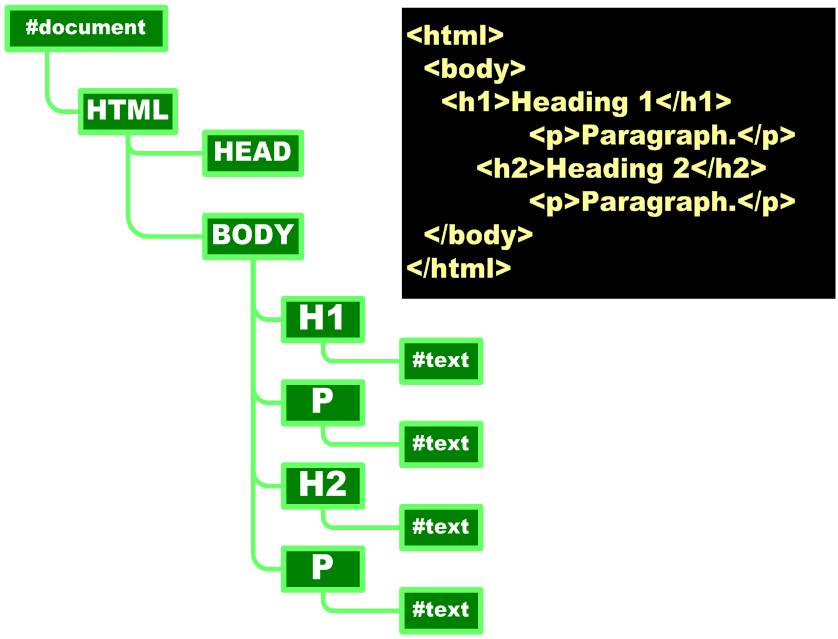 #document
HTML
HEAD
BODY
H1
#text
P
#text
H2
#text
P
#text
<html>
<body>
<h1>Heading 1</h1>
<p>Paragraph.</p>
<h2>Heading 2</h2>
<p>Paragraph.</p>
</body>
</html>